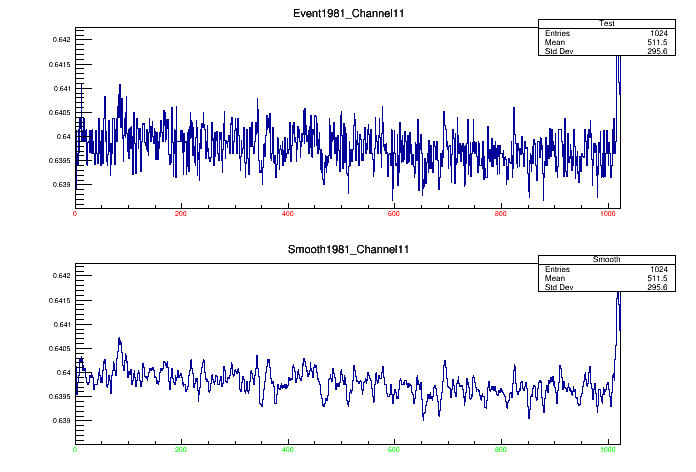 Event1981_Channel11
Test
Entries 1024
Mean 511.5
Std Dev 295.6
0.642
0.6415
0.641
0.6405
0.64
0.6395
0.639
0 200 400 600 800 1000
Smooth1981_Channel11
Smooth
Entries 1024
Mean 511.5
Std Dev 295.6
0.642
0.6415
0.641
0.6405
0.64
0.6395
0.639
0 200 400 600 800 1000